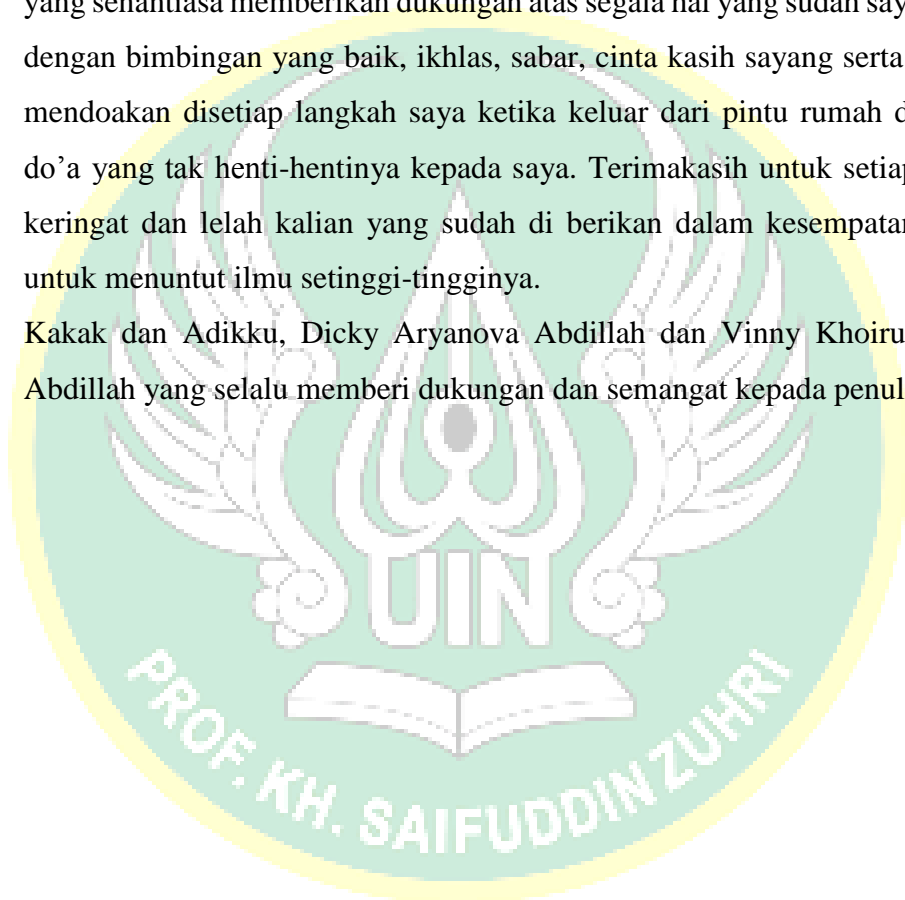 yang senantiasa memberikan dukungan atas segala hal yang sudah say
dengan bimbingan yang baik, ikhlas, sabar, cinta kasih sayang serta
mendoakan disetiap langkah saya ketika keluar dari pintu rumah d
do’a yang tak henti-hentinya kepada saya. Terimakasih untuk setiap
keringat dan lelah kalian yang sudah di berikan dalam kesempatan
untuk menuntut ilmu setinggi-tingginya.
Kakak dan Adikku, Dicky Aryanova Abdillah dan Vinny Khoiru
Abdillah yang selalu memberi dukungan dan semangat kepada penul
UIN
PROF. KH. SAIFUDDIN ZUHRI